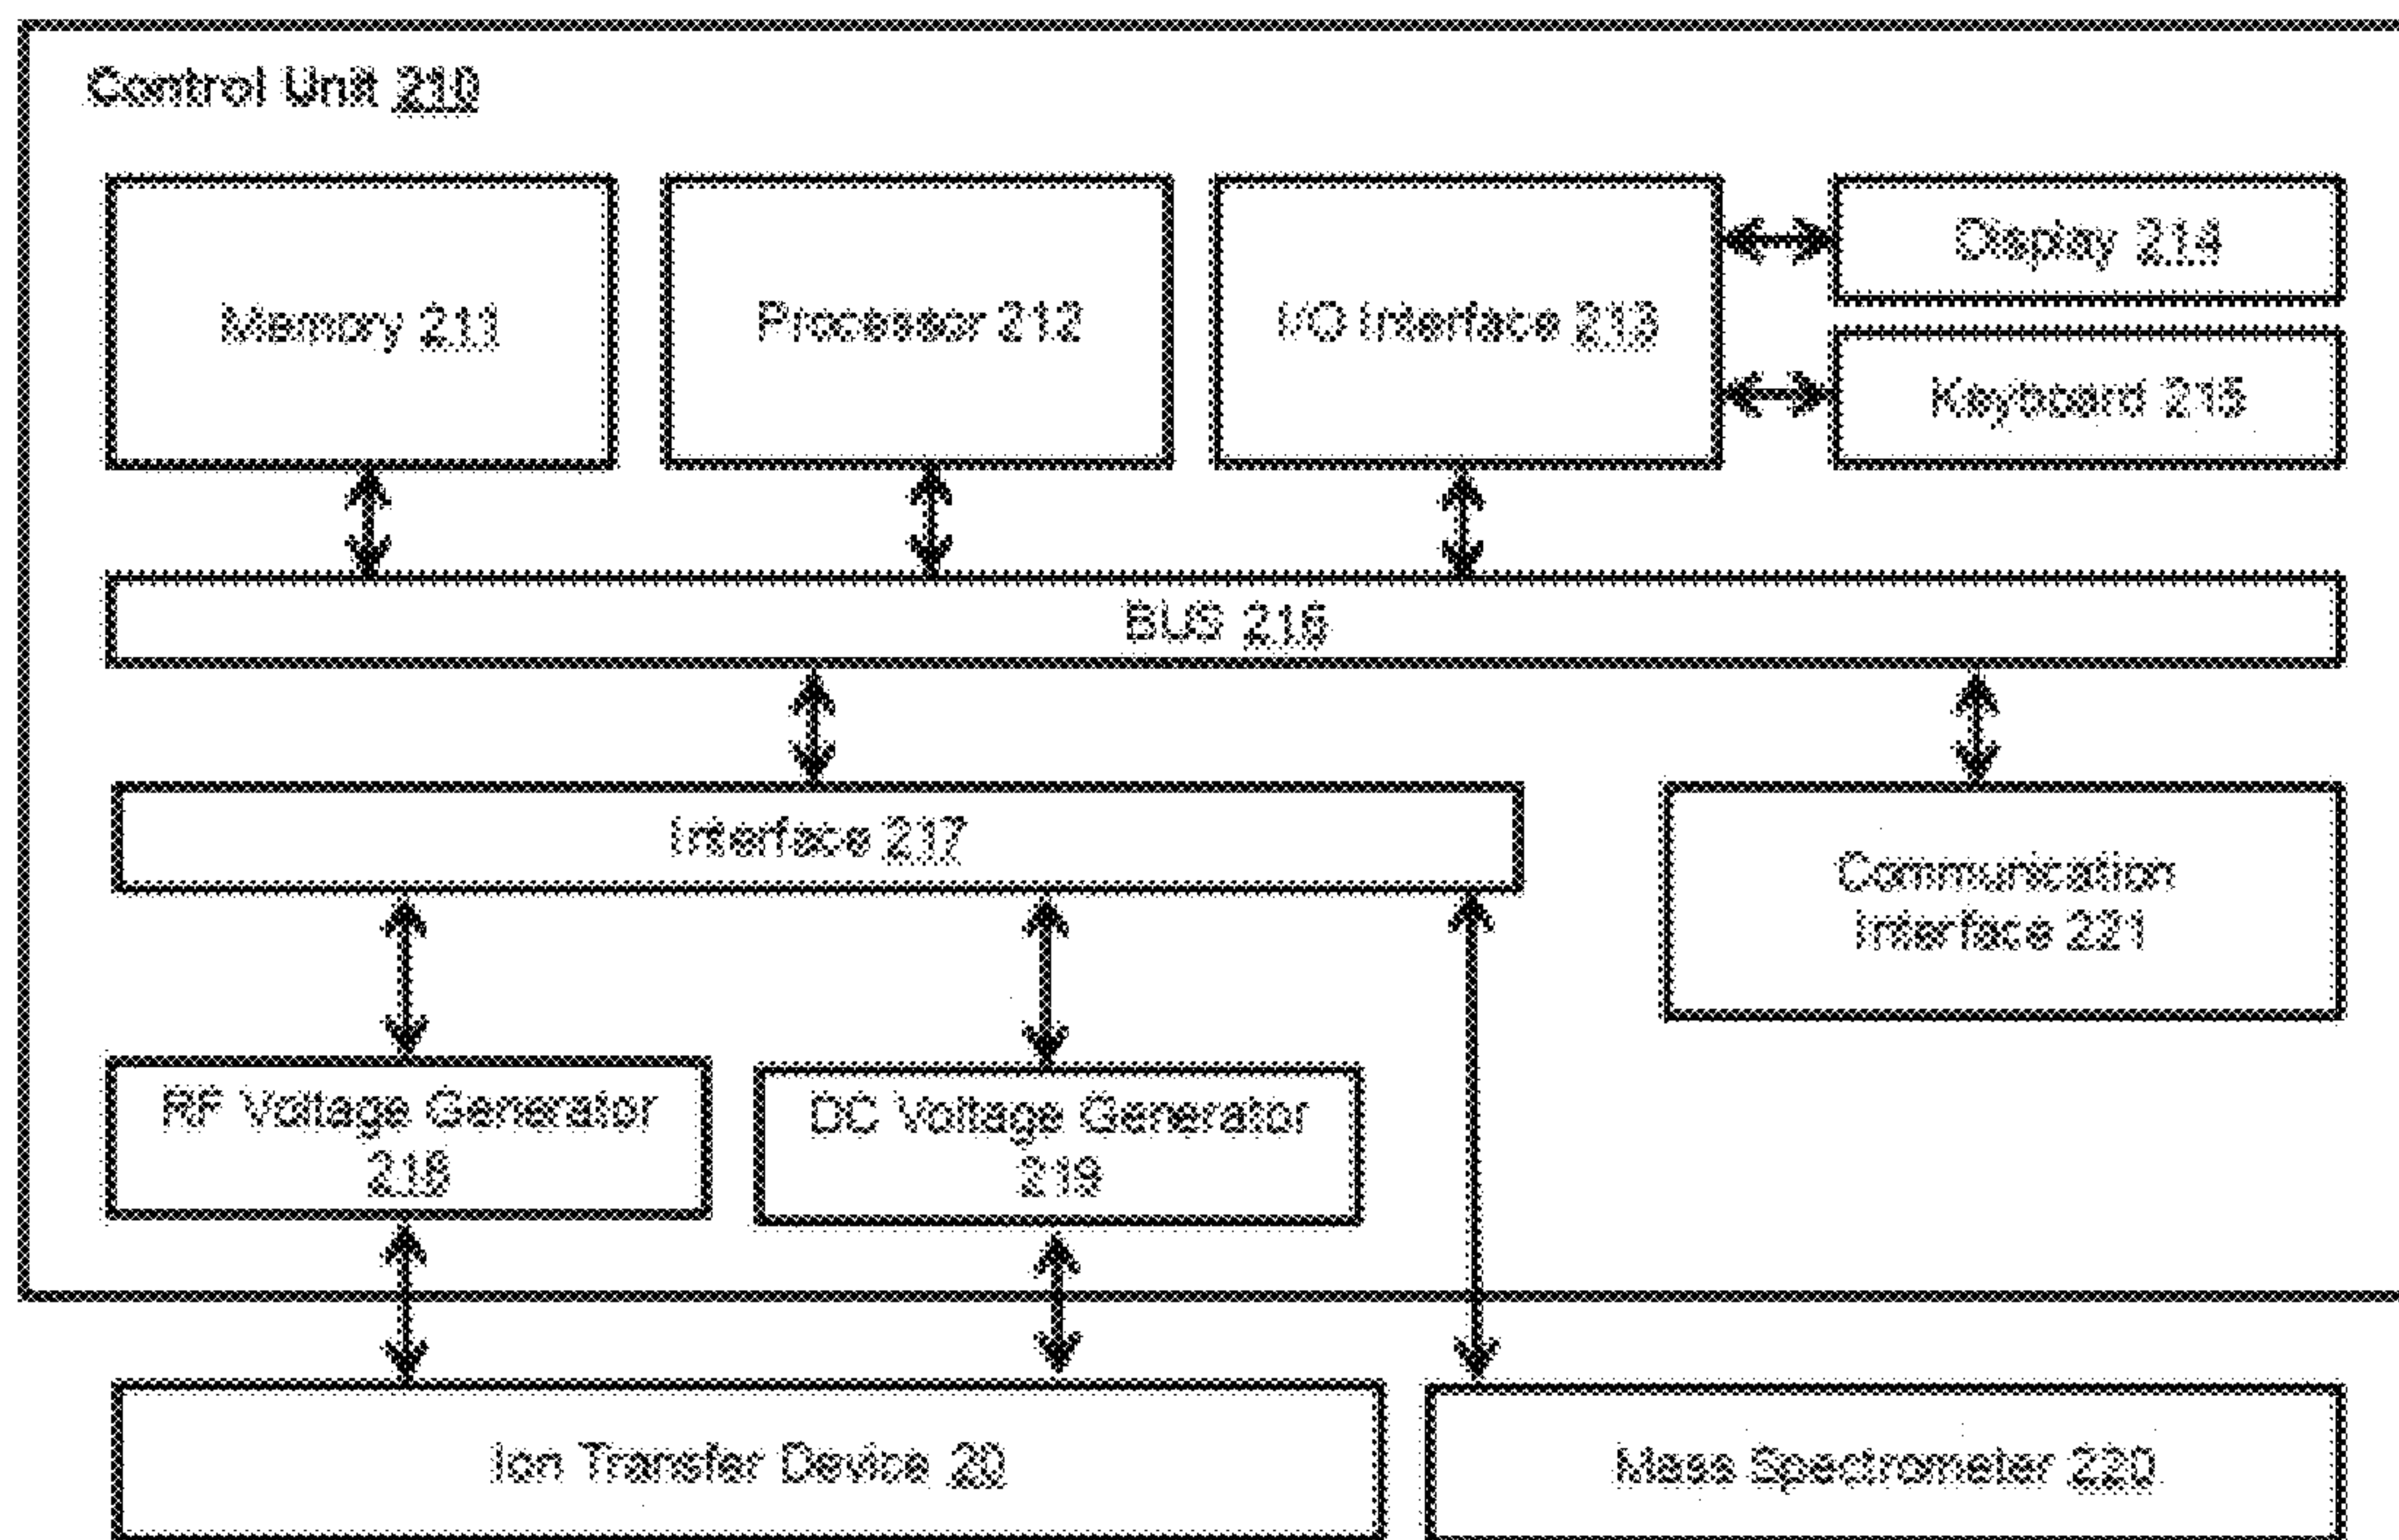 Control Unit 210
Memory 211
Processor 212
I/O Interface 213
Display 214
Keyboard 215
BUS 216
Interface 217
Communication
Interface 221
RF Voltage Generator
218
DC Voltage Generator
219
Ion Transfer Device 20
Mass Spectrometer 220